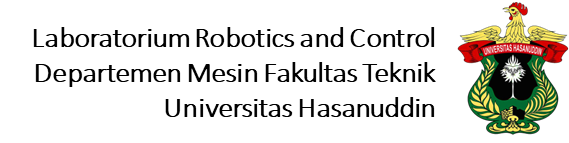 Laboratorium Robotics and Control
Departemen Mesin Fakultas Teknik
Universitas Hasanuddin
UNIVERSITAS HASANUDDIN